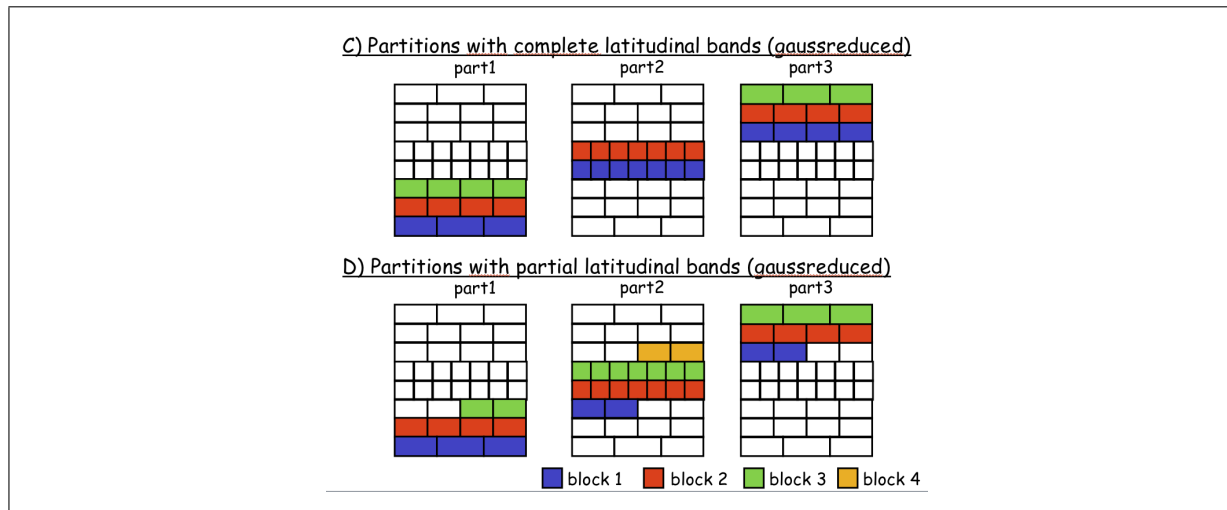 C) Partitions with complete latitudinal bands (gaussreduced)
part1 part2 part3
D) Partitions with partial latitudinal bands (gaussreduced)
part1 part2 part3
block 1 block 2 block 3 block 4